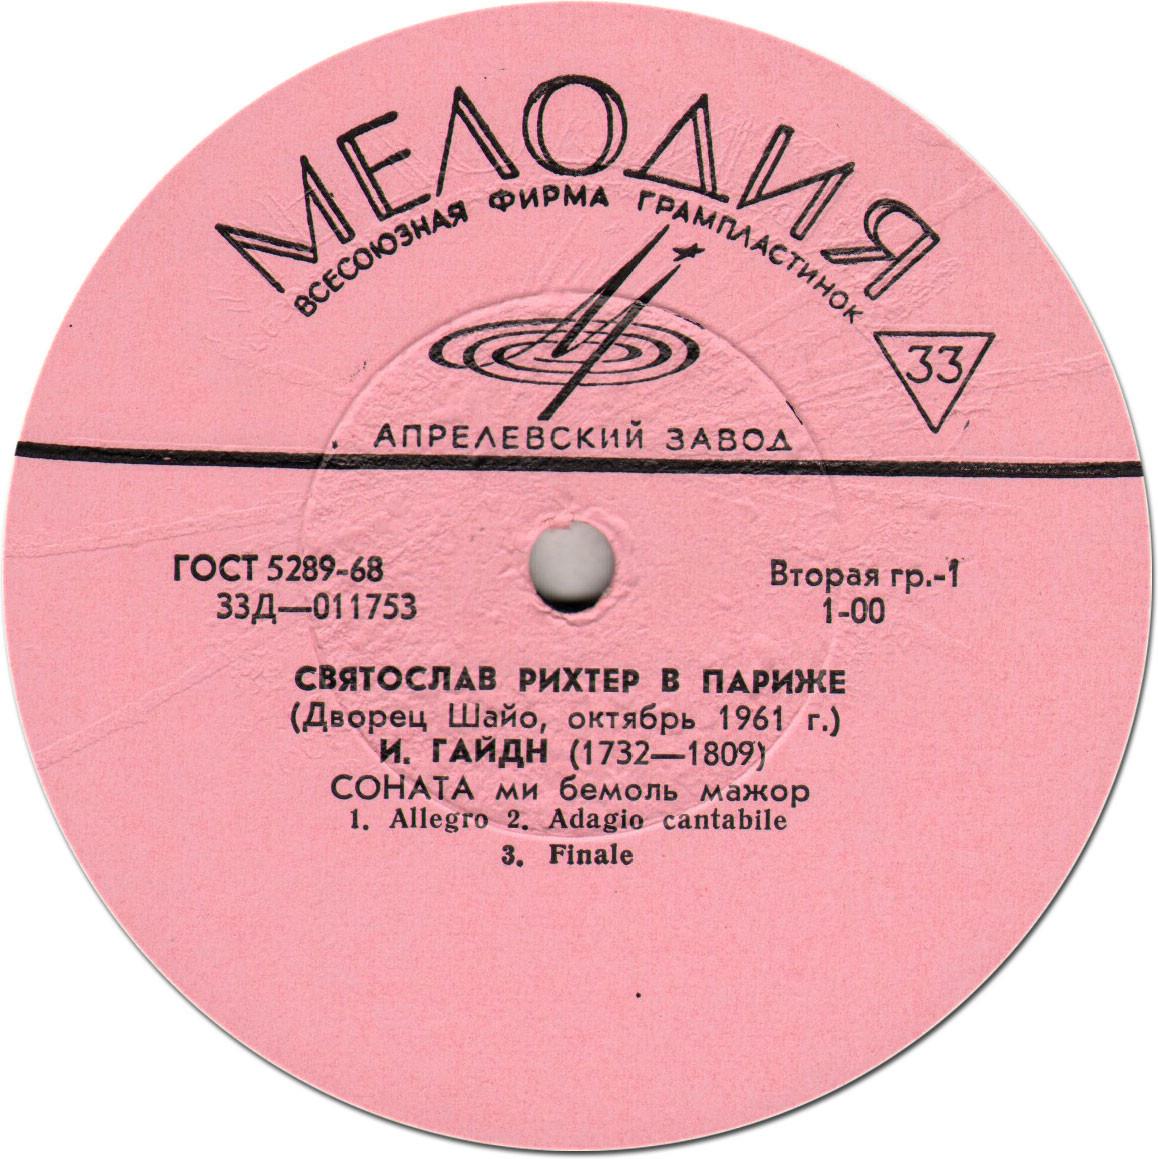 МЕЛОДИЯ
ВСЕСОЮЗНАЯ ФИРМА ГРАМПЛАСТИНОК
33
АПРЕЛЕВСКИЙ ЗАВОД
ГОСТ 5289-68
33Д—011753
Вторая гр.-1
1-00
СВЯТОСЛАВ РИХТЕР В ПАРИЖЕ
(Дворец Шайо, октябрь 1961 г.)
И. ГАЙДН (1732—1809)
СОНАТА ми бемоль мажор
1. Allegro 2. Adagio cantabile
3. Finale